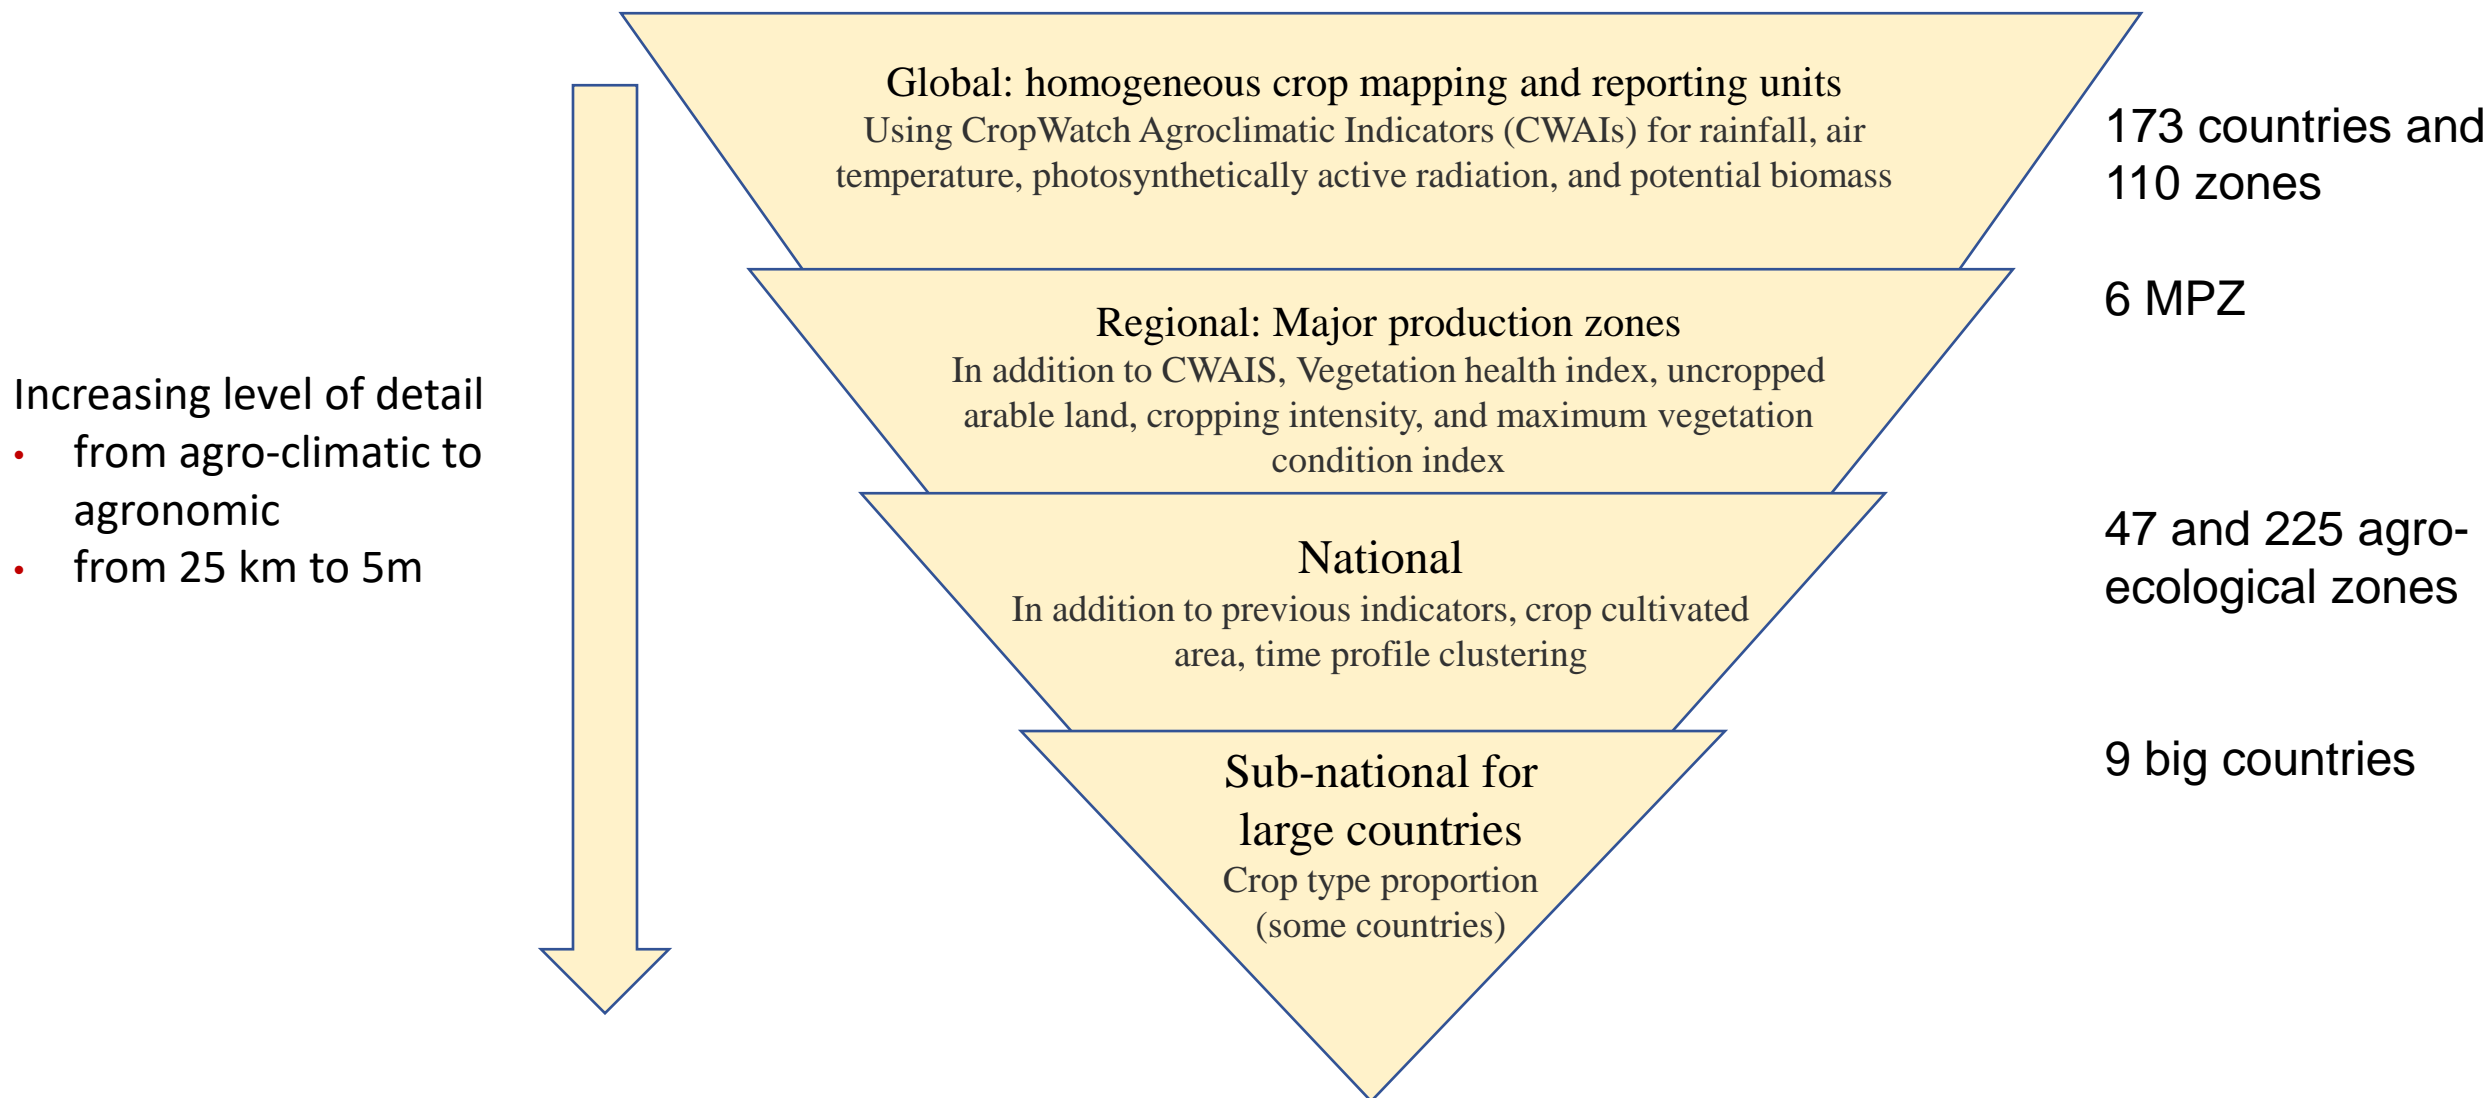 Increasing level of detail
• from agro-climatic to
agronomic
• from 25 km to 5m
Global: homogeneous crop mapping and reporting units
Using CropWatch Agroclimatic Indicators (CWAIs) for rainfall, air
temperature, photosynthetically active radiation, and potential biomass
173 countries and
110 zones
Regional: Major production zones
In addition to CWAIS, Vegetation health index, uncropped
arable land, cropping intensity, and maximum vegetation
condition index
6 MPZ
National
In addition to previous indicators, crop cultivated
area, time profile clustering
47 and 225 agro-
ecological zones
Sub-national for
large countries
Crop type proportion
(some countries)
9 big countries